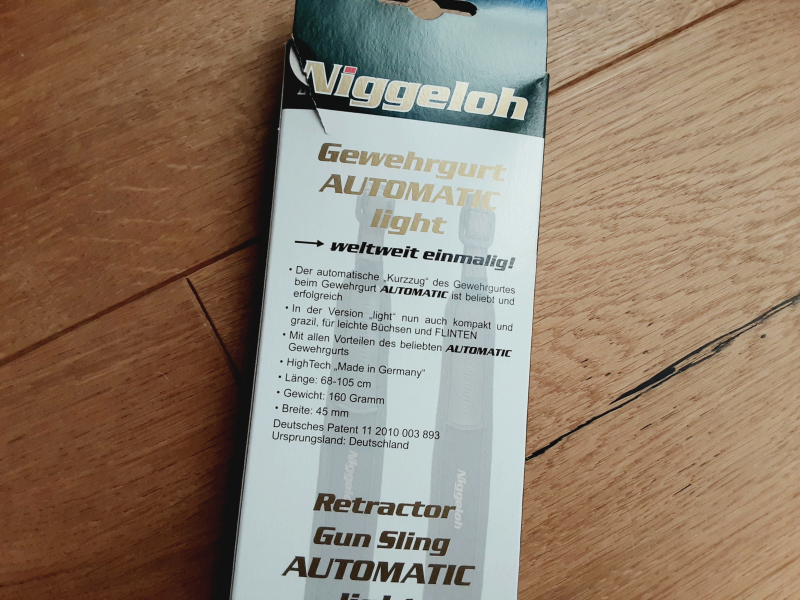 Niggeloh
Gewehrgurt
AUTOMATIC
light
weltweit einmalig!
• Der automatische „Kurzzug“ des Gewehrgurtes
beim Gewehrgurt AUTOMATIC ist beliebt und
erfolgreich
• In der Version „light“ nun auch kompakt und
grazil, für leichte Büchsen und FLINTEN
• Mit allen Vorteilen des beliebten AUTOMATIC
Gewehrgurts
• HighTech „Made in Germany“
• Länge: 68-105 cm
• Gewicht: 160 Gramm
• Breite: 45 mm
Deutsches Patent 11 2010 003 893
Ursprungsland: Deutschland
Niggeloh
Niggeloh
Retractor
Gun Sling
AUTOMATIC
light